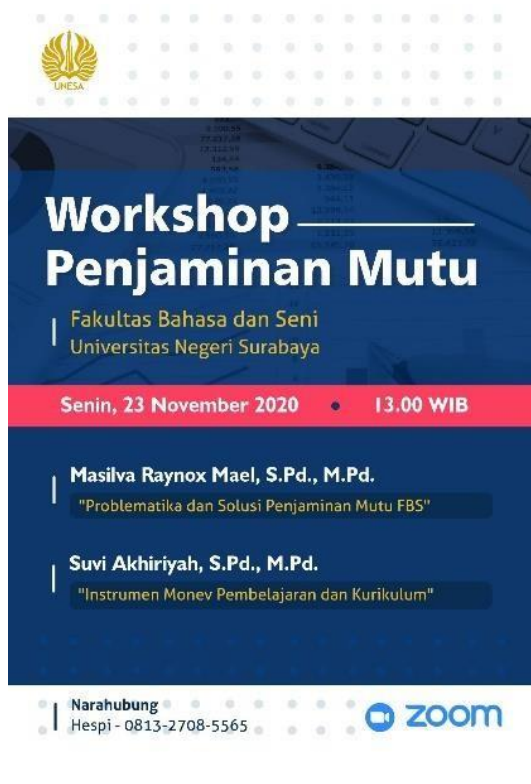 UNESA
Workshop
Penjaminan Mutu
Fakultas Bahasa dan Seni
Universitas Negeri Surabaya
Senin, 23 November 2020 • 13.00 WIB
Masilva Raynox Mael, S.Pd., M.Pd.
"Problematika dan Solusi Penjaminan Mutu FBS"
Suvi Akhiriyah, S.Pd., M.Pd.
"Instrumen Monev Pembelajaran dan Kurikulum"
Narahubung
Hespi - 0813-2708-5565
zoom